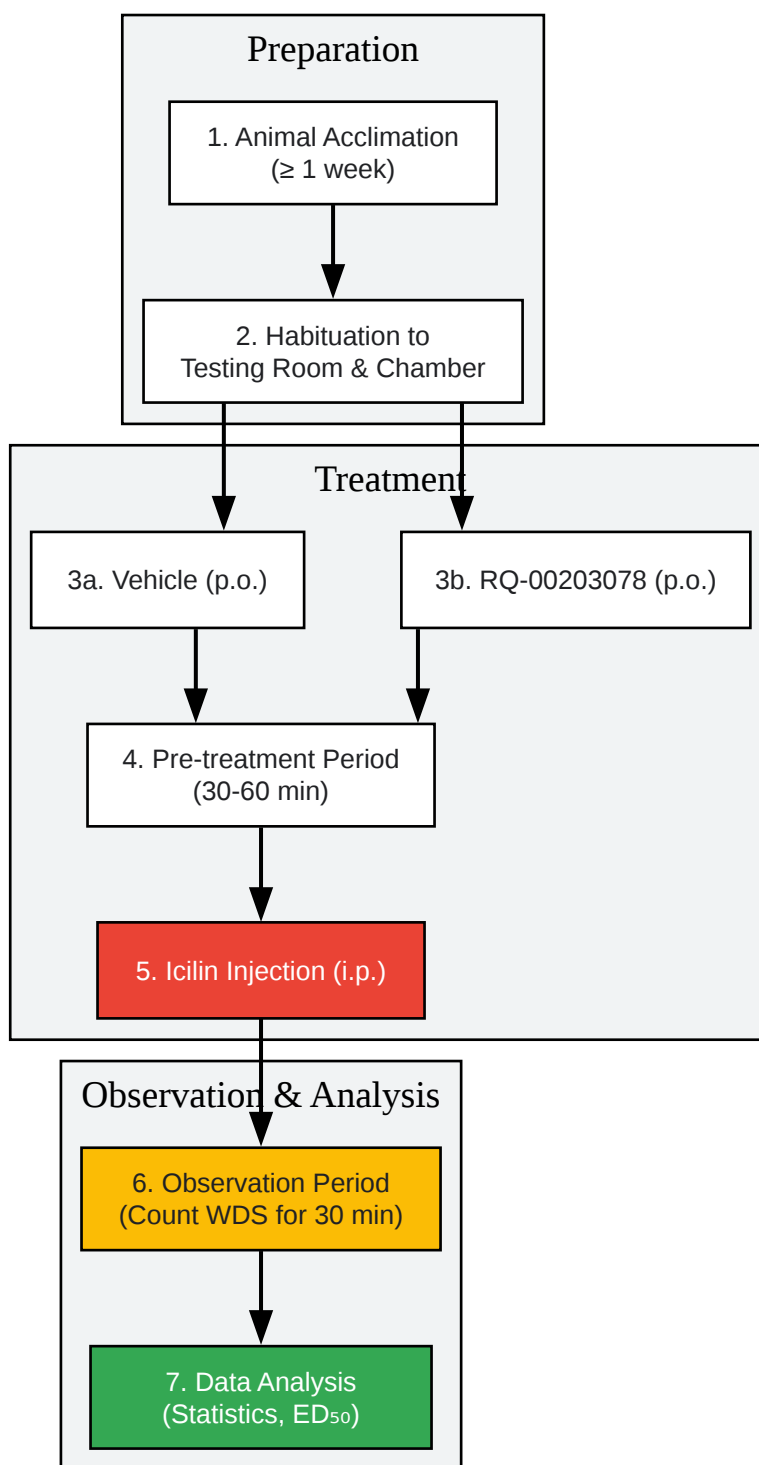 Preparation
1. Animal Acclimation
(≥ 1 week)
2. Habituation to
Testing Room & Chamber
Treatment
3a. Vehicle (p.o.)
3b. RQ-00203078 (p.o.)
4. Pre-treatment Period
(30-60 min)
5. Icilin Injection (i.p.)
Observation & Analysis
6. Observation Period
(Count WDS for 30 min)
7. Data Analysis
(Statistics, ED₅₀)